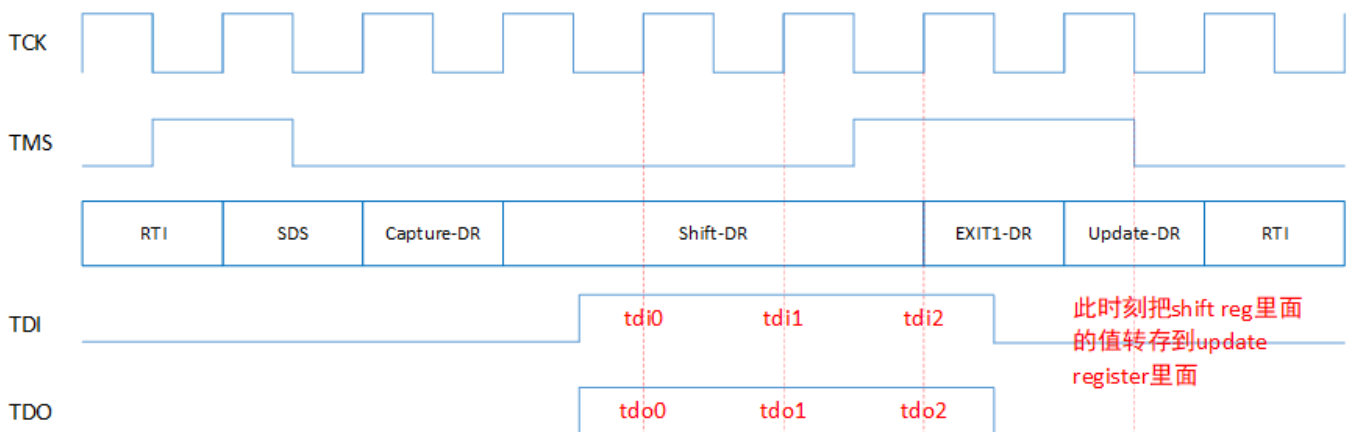 TCK
TMS
RTI SDS Capture-DR Shift-DR EXIT1-DR Update-DR RTI
TDI
tdi0 tdi1 tdi2
此时刻把shift reg里面
的值转存到update
register里面
TDO
tdo0 tdo1 tdo2